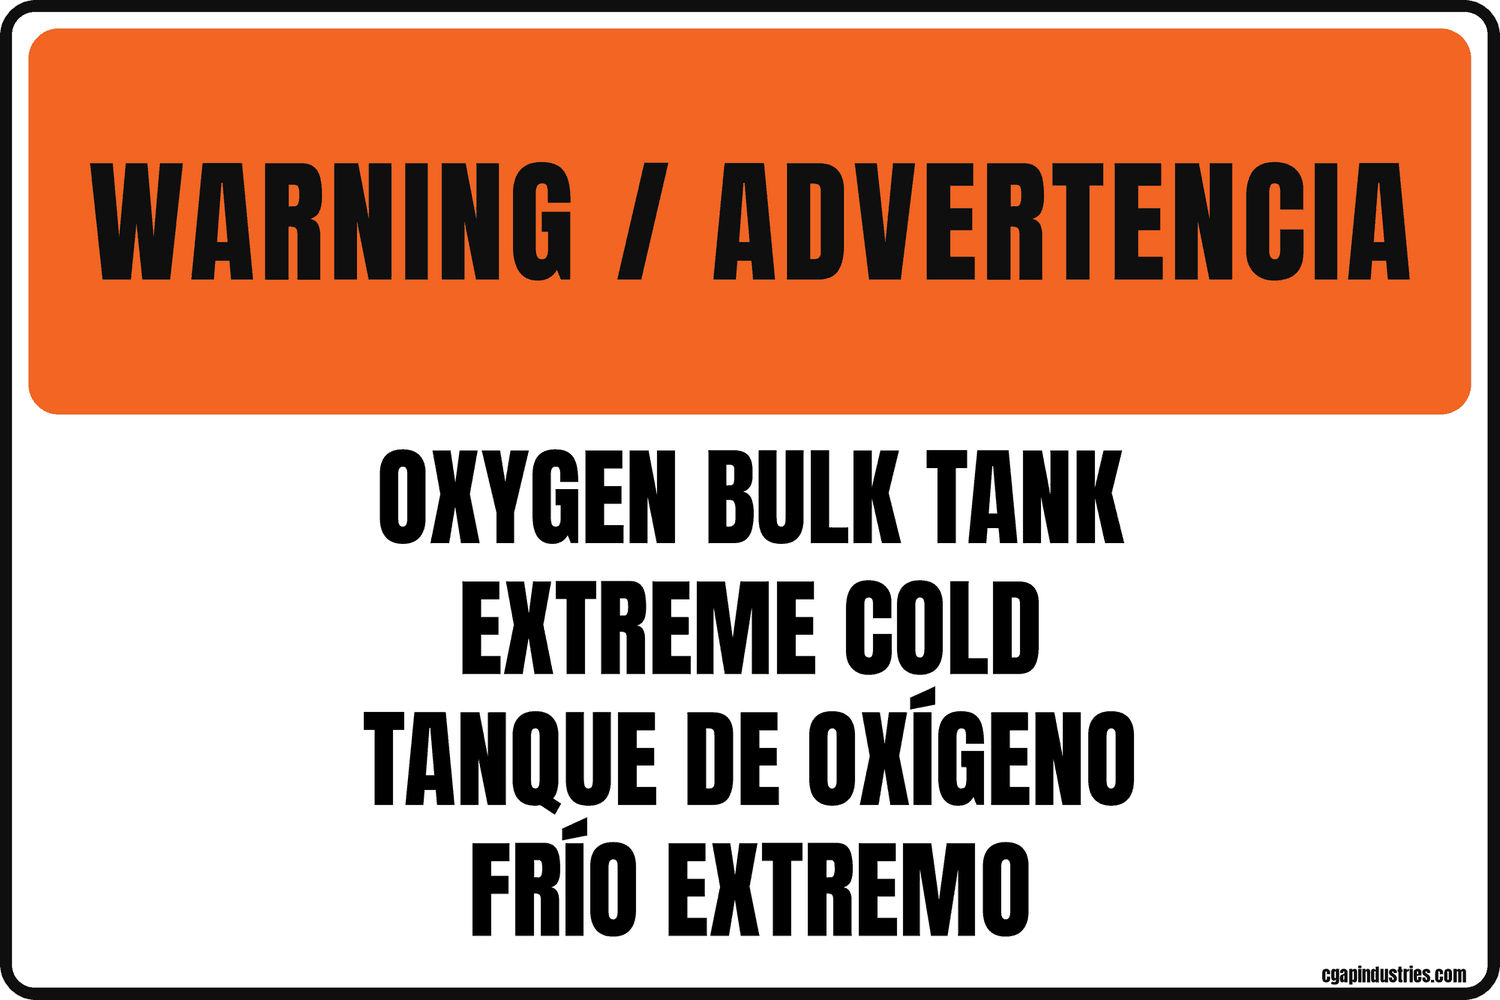 WARNING / ADVERTENCIA
OXYGEN BULK TANK
EXTREME COLD
TANQUE DE OXÍGENO
FRÍO EXTREMO
cgapindustries.com